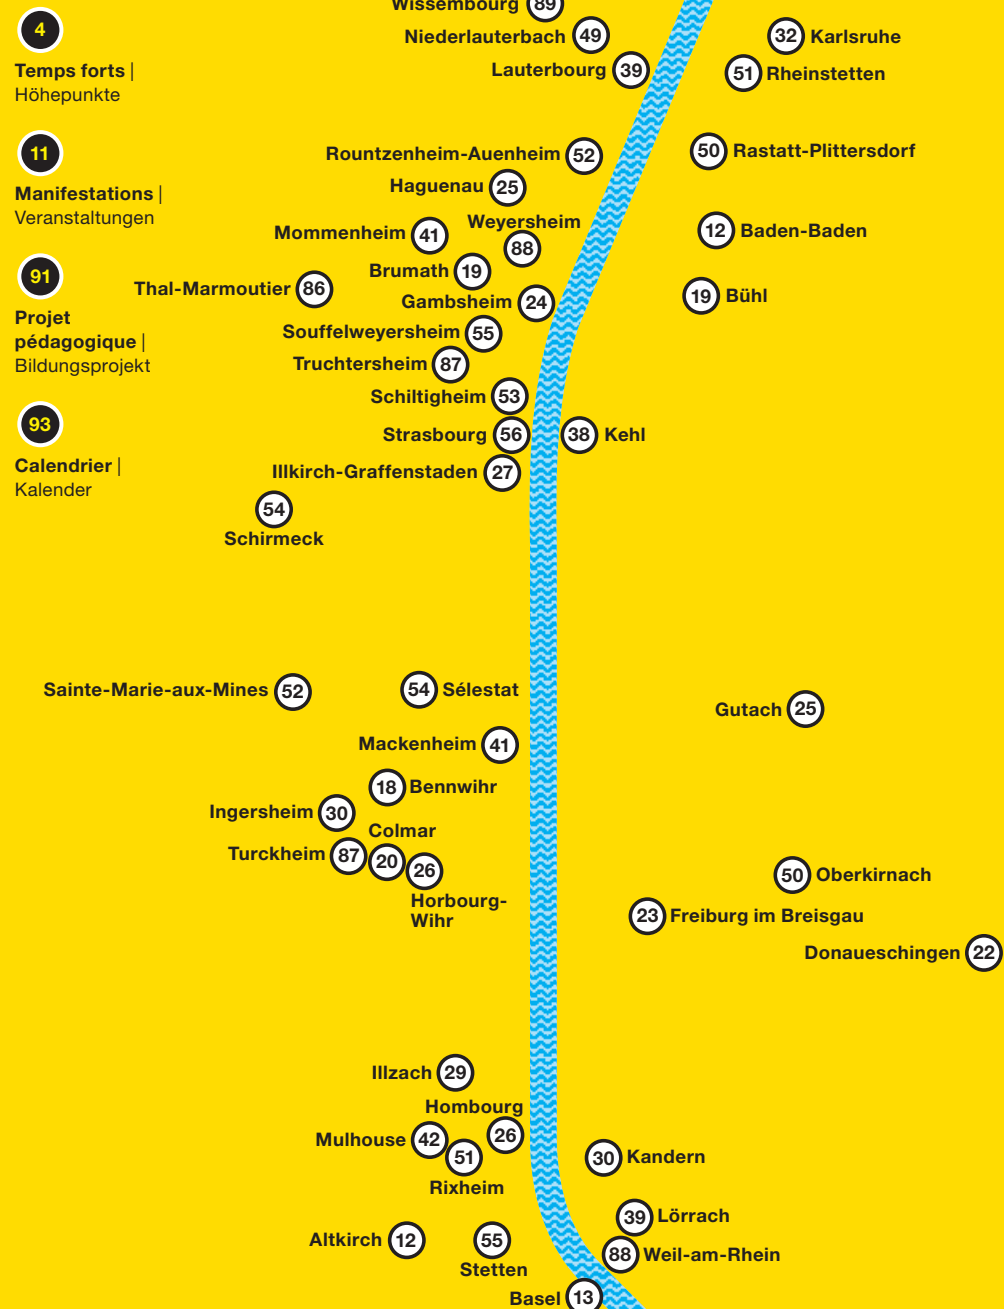 4
Temps forts |
Höhepunkte
11
Manifestations |
Veranstaltungen
91
Projet
pédagogique |
Bildungsprojekt
93
Calendrier |
Kalender
Wissembourg 89
Niederlauterbach 49
32 Karlsruhe
Lauterbourg 39
51 Rheinstetten
Rountzenheim-Auenheim 52
50 Rastatt-Plittersdorf
Haguenau 25
Weyersheim
88
Mommenheim 41
12 Baden-Baden
Brumath 19
Thal-Marmoutier 86
Gambsheim 24
19 Bühl
Souffelweyersheim 55
Truchtersheim 87
Schiltigheim 53
Strasbourg 56
38 Kehl
Illkirch-Graffenstaden 27
54
Schirmeck
Sainte-Marie-aux-Mines 52
54 Sélestat
Gutach 25
Mackenheim 41
18 Bennwihr
Ingersheim 30
Colmar
20
Turckheim 87
26
Horbourg-
Wihr
50 Oberkirnach
23 Freiburg im Breisgau
Donaueschingen 22
Illzach 29
Hombourg
26
Mulhouse 42
51
Rixheim
30 Kandern
39 Lörrach
Altkirch 12
55
Stetten
88 Weil-am-Rhein
Basel 13